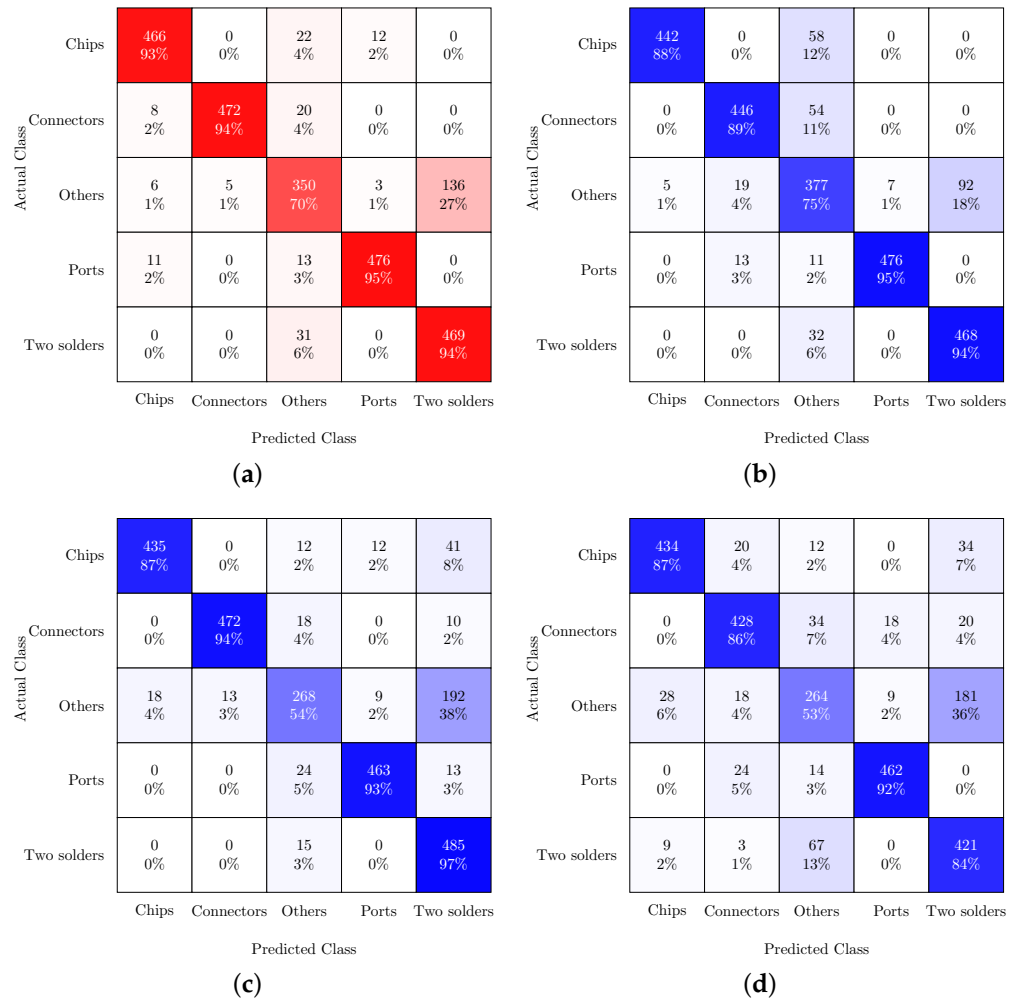 Chips 466 0 22 12 0
93% 0% 4% 2% 0%
Connectors 8 472 20 0 0
2% 94% 4% 0% 0%
Others 6 5 350 3 136
1% 1% 70% 1% 27%
Ports 11 0 13 476 0
2% 0% 3% 95% 0%
Two solders 0 0 31 0 469
0% 0% 6% 0% 94%
Actual Class
Chips Connectors Others Ports Two solders
Predicted Class
(a)
Chips 442 0 58 0 0
88% 0% 12% 0% 0%
Connectors 0 446 54 0 0
0% 89% 11% 0% 0%
Others 5 19 377 7 92
1% 4% 75% 1% 18%
Ports 0 13 11 476 0
0% 3% 2% 95% 0%
Two solders 0 0 32 0 468
0% 0% 6% 0% 94%
Actual Class
Chips Connectors Others Ports Two solders
Predicted Class
(b)
Chips 435 0 12 12 41
87% 0% 2% 2% 8%
Connectors 0 472 18 0 10
0% 94% 4% 0% 2%
Others 18 13 268 9 192
4% 3% 54% 2% 38%
Ports 0 0 24 463 13
0% 0% 5% 93% 3%
Two solders 0 0 15 0 485
0% 0% 3% 0% 97%
Actual Class
Chips Connectors Others Ports Two solders
Predicted Class
(c)
Chips 434 20 12 0 34
87% 4% 2% 0% 7%
Connectors 0 428 34 18 20
0% 86% 7% 4% 4%
Others 28 18 264 9 181
6% 4% 53% 2% 36%
Ports 0 24 14 462 0
0% 5% 3% 92% 0%
Two solders 9 3 67 0 421
2% 1% 13% 0% 84%
Actual Class
Chips Connectors Others Ports Two solders
Predicted Class
(d)